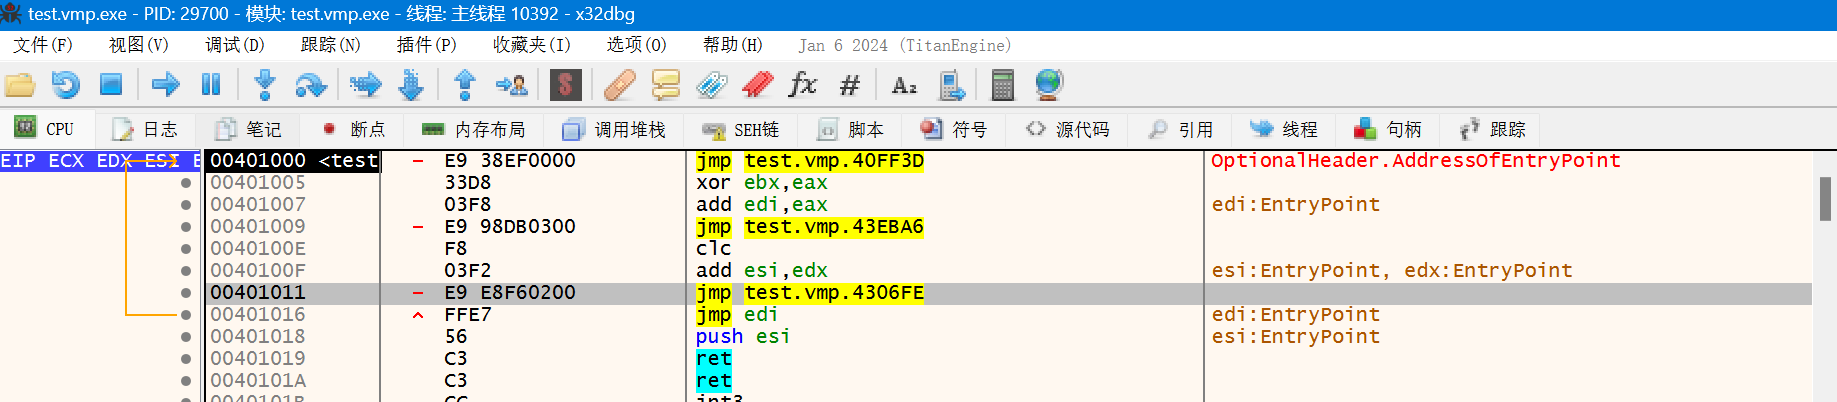 test.vmp.exe - PID: 29700 - 模块: test.vmp.exe - 线程: 主线程 10392 - x32dbg
文件(F) 视图(V) 调试(D) 跟踪(N) 插件(P) 收藏夹(I) 选项(O) 帮助(H) Jan 6 2024 (TitanEngine)
S fx # A₂
CPU 日志 笔记 断点 内存布局 调用堆栈 SEH链 脚本 符号 源代码 引用 线程 句柄 跟踪
EIP ECX EDX ESI E 00401000 <test - E9 38EF0000 jmp test.vmp.40FF3D OptionalHeader.AddressOfEntryPoint
00401005 33D8 xor ebx,eax
00401007 03F8 add edi,eax edi:EntryPoint
00401009 - E9 98DB0300 jmp test.vmp.43EBA6
0040100E F8 clc
0040100F 03F2 add esi,edx esi:EntryPoint, edx:EntryPoint
00401011 - E9 E8F60200 jmp test.vmp.4306FE
00401016 ^ FFE7 jmp edi edi:EntryPoint
00401018 56 push esi esi:EntryPoint
00401019 C3 ret
0040101A C3 ret
0040101B CC int3